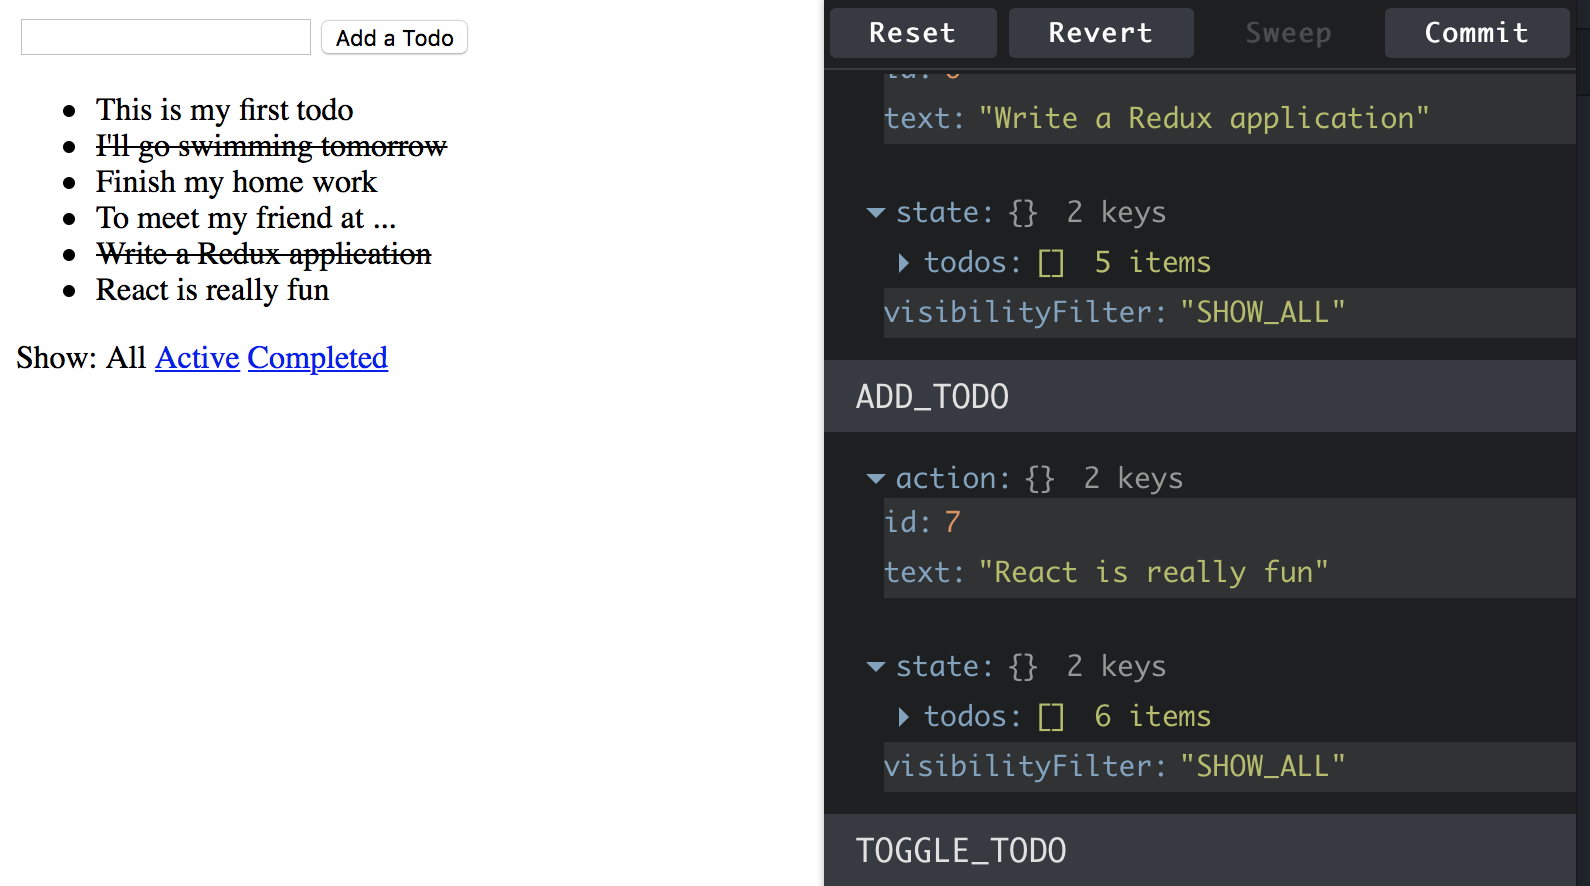 Add a Todo
This is my first todo
I'll go swimming tomorrow
Finish my home work
To meet my friend at ...
Write a Redux application
React is really fun
Show: All Active Completed
Reset Revert Sweep Commit
text: "Write a Redux application"
state: {} 2 keys
todos: [] 5 items
visibilityFilter: "SHOW_ALL"
ADD_TODO
action: {} 2 keys
id: 7
text: "React is really fun"
state: {} 2 keys
todos: [] 6 items
visibilityFilter: "SHOW_ALL"
TOGGLE_TODO